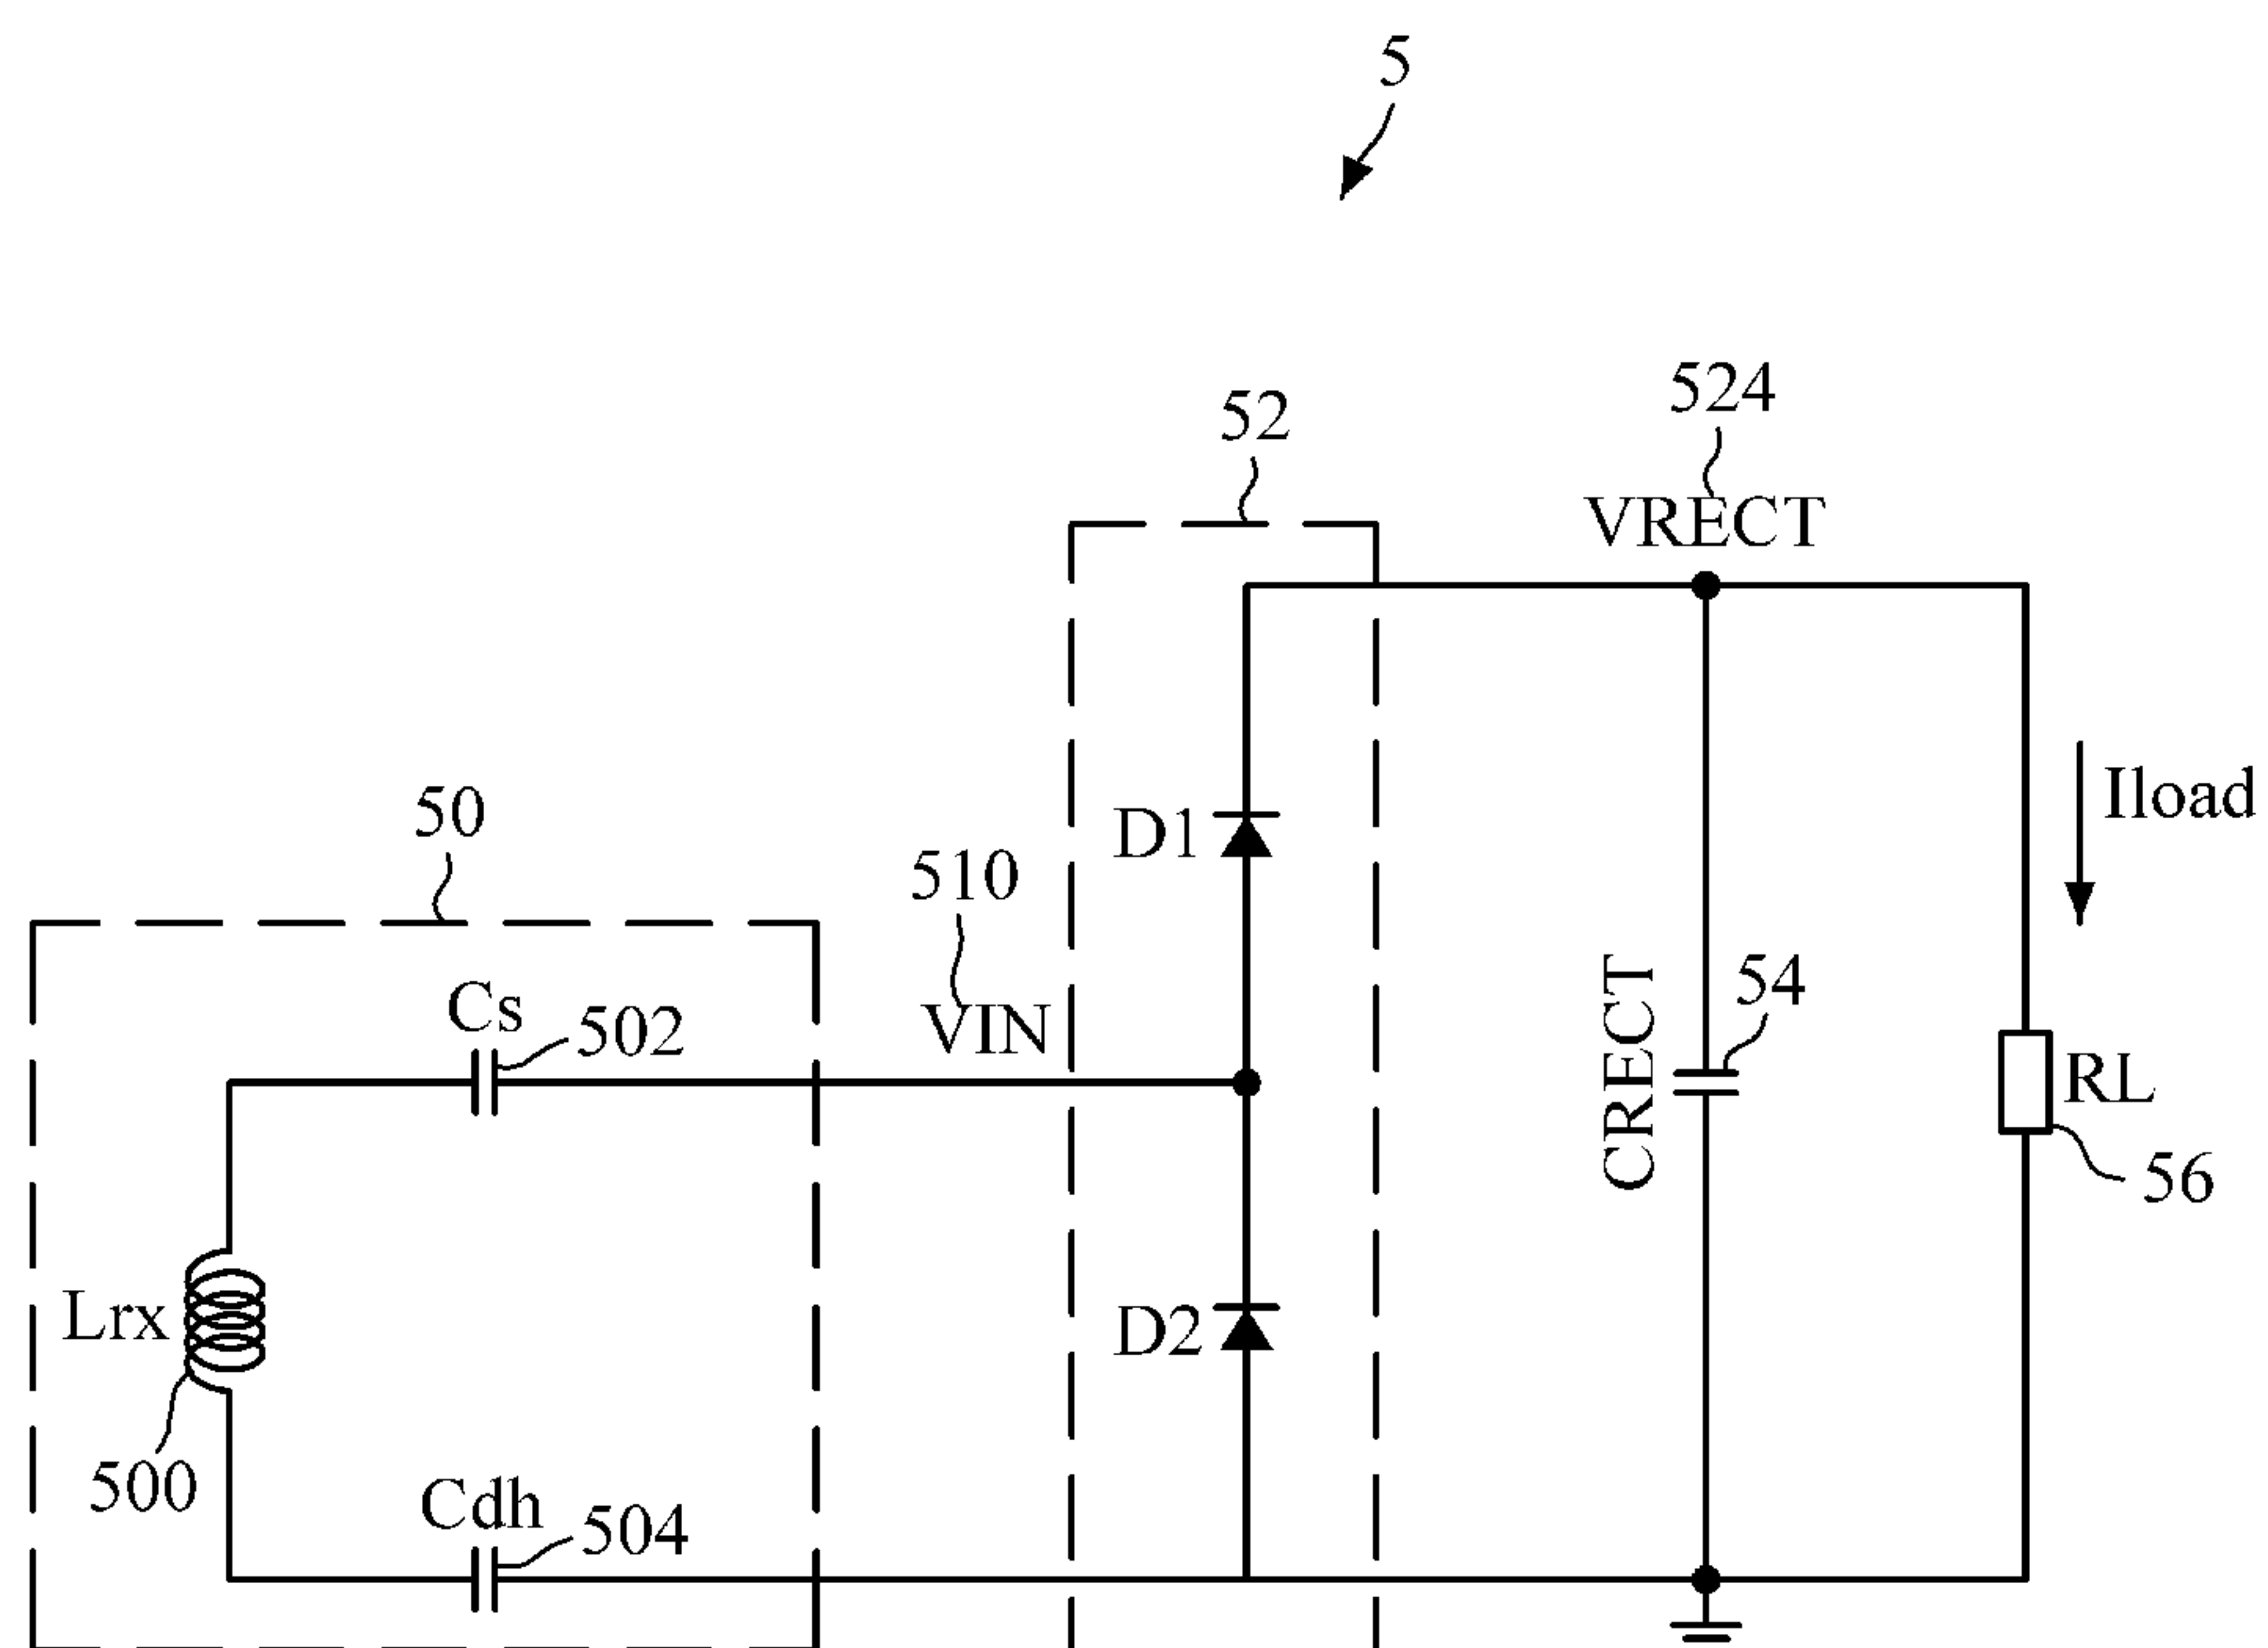 5
524
52
VRECT
D1
Iload
50
510
Cs
502
VIN
CRECT
54
RL
56
Lrx
D2
500
Cdh
504